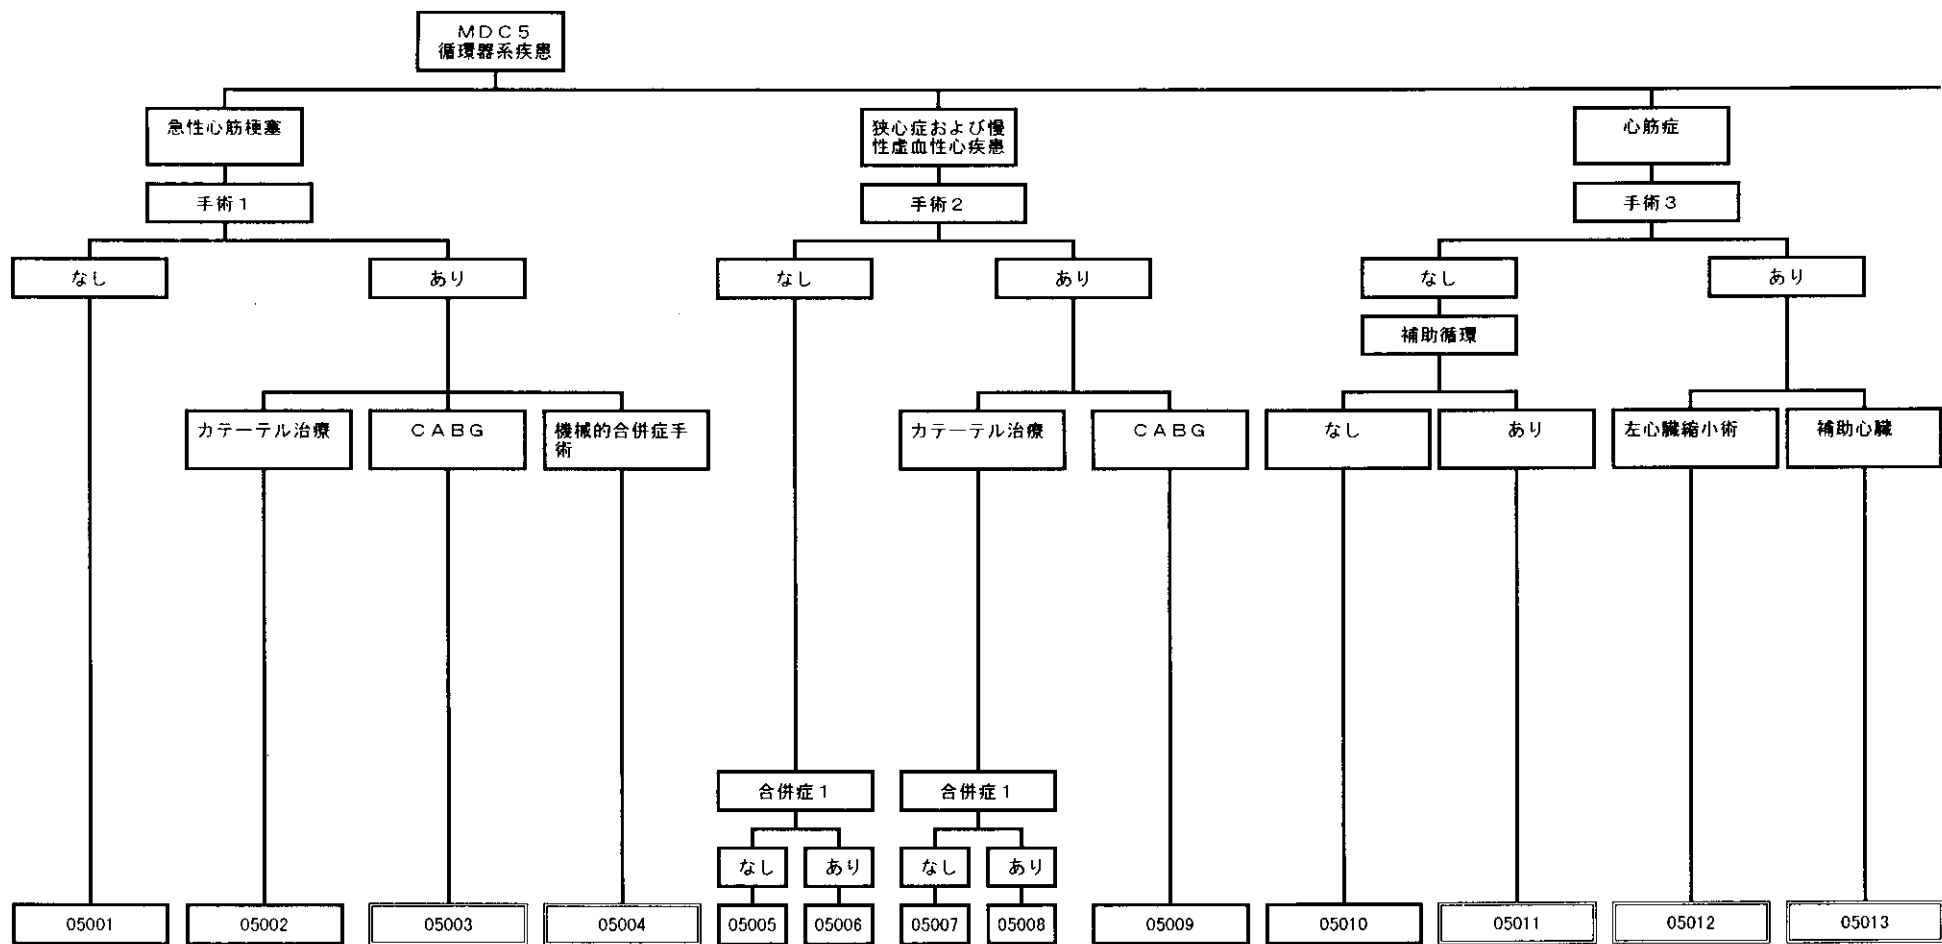 MDC5
循環器系疾患
急性心筋梗塞
狭心症および慢
性虚血性心疾患
心筋症
手術1
手術2
手術3
なし
あり
なし
あり
なし
あり
補助循環
カテーテル治療
CABG
機械的合併症手
術
カテーテル治療
CABG
なし
あり
左心臓縮小術
補助心臓
合併症1
合併症1
なし
あり
なし
あり
05001
05002
05003
05004
05005
05006
05007
05008
05009
05010
05011
05012
05013